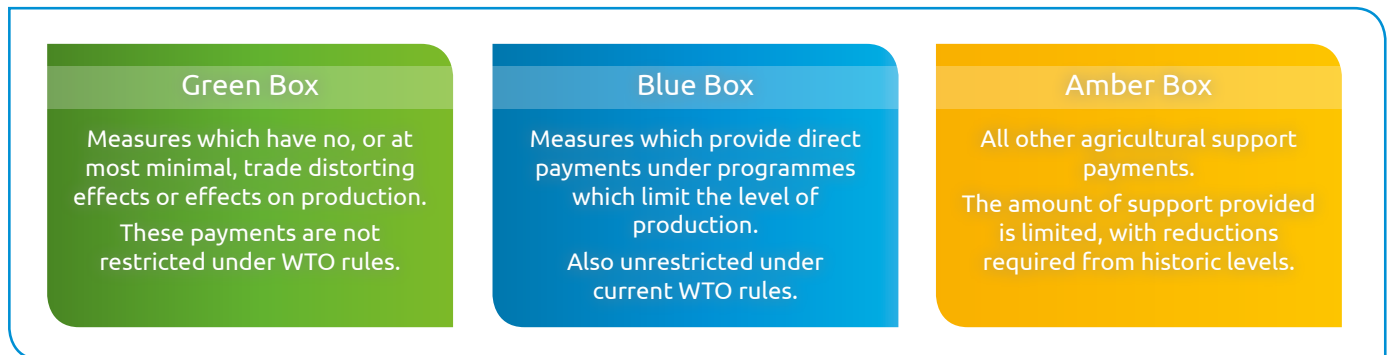 Green Box
Measures which have no, or at
most minimal, trade distorting
effects or effects on production.
These payments are not
restricted under WTO rules.
Blue Box
Measures which provide direct
payments under programmes
which limit the level of
production.
Also unrestricted under
current WTO rules.
Amber Box
All other agricultural support
payments.
The amount of support provided
is limited, with reductions
required from historic levels.